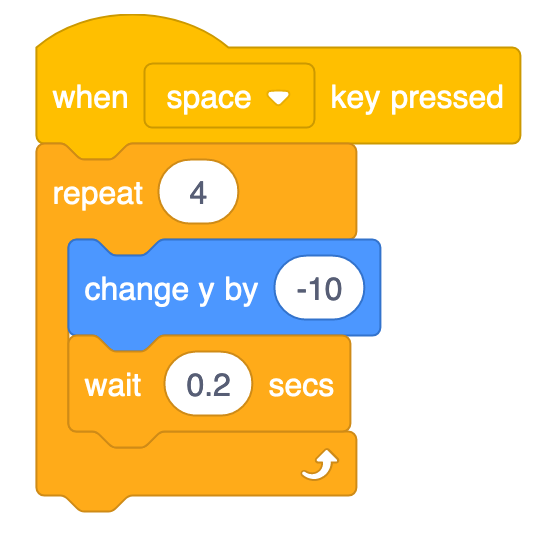 when space key pressed
repeat 4
change y by -10
wait 0.2 secs